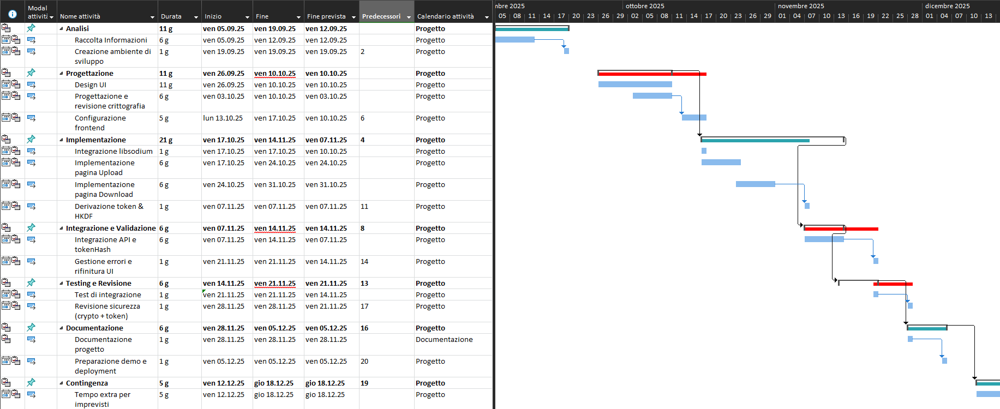 Modal attività Nome attività Durata Inizio Fine Fine prevista Predecessori Calendario attività
mbre 2025 ottobre 2025 novembre 2025 dicembre 2025
05 08 11 14 17 20 23 26 29 02 05 08 11 14 17 20 23 26 29 01 04 07 10 13 16 19 22 25 28 01 04 07 10 13
Analisi 11 g ven 05.09.25 ven 19.09.25 ven 12.09.25 Progetto
Raccolta Informazioni 6 g ven 05.09.25 ven 12.09.25 ven 12.09.25 Progetto
Creazione ambiente di 1 g ven 19.09.25 ven 19.09.25 ven 19.09.25 2 Progetto
sviluppo
Progettazione 11 g ven 26.09.25 ven 10.10.25 ven 10.10.25 Progetto
Design UI 11 g ven 26.09.25 ven 10.10.25 ven 10.10.25 Progetto
Progettazione e 6 g ven 03.10.25 ven 10.10.25 ven 03.10.25 Progetto
revisione crittografia
Configurazione 5 g lun 13.10.25 ven 17.10.25 ven 10.10.25 6 Progetto
frontend
Implementazione 21 g ven 17.10.25 ven 14.11.25 ven 07.11.25 4 Progetto
Integrazione libsodium 1 g ven 17.10.25 ven 17.10.25 ven 10.10.25 Progetto
Implementazione 6 g ven 17.10.25 ven 24.10.25 ven 24.10.25 Progetto
pagina Upload
Implementazione 6 g ven 24.10.25 ven 31.10.25 ven 31.10.25 Progetto
pagina Download
Derivazione token & 1 g ven 07.11.25 ven 07.11.25 ven 07.11.25 11 Progetto
HKDF
Integrazione e Validazione 6 g ven 07.11.25 ven 14.11.25 ven 14.11.25 8 Progetto
Integrazione API e 6 g ven 07.11.25 ven 14.11.25 ven 07.11.25 Progetto
tokenHash
Gestione errori e 1 g ven 21.11.25 ven 21.11.25 ven 14.11.25 14 Progetto
rifinitura UI
Testing e Revisione 6 g ven 14.11.25 ven 21.11.25 ven 21.11.25 13 Progetto
Test di integrazione 1 g ven 21.11.25 ven 21.11.25 ven 14.11.25 Progetto
Revisione sicurezza 1 g ven 28.11.25 ven 28.11.25 ven 21.11.25 17 Progetto
(crypto + token)
Documentazione 6 g ven 28.11.25 ven 05.12.25 ven 05.12.25 16 Progetto
Documentazione 1 g ven 28.11.25 ven 28.11.25 ven 28.11.25 Documentazione
progetto
Preparazione demo e 1 g ven 05.12.25 ven 05.12.25 ven 05.12.25 20 Progetto
deployment
Contingenza 5 g ven 12.12.25 gio 18.12.25 gio 18.12.25 19 Progetto
Tempo extra per 5 g ven 12.12.25 gio 18.12.25 gio 18.12.25 Progetto
imprevisti